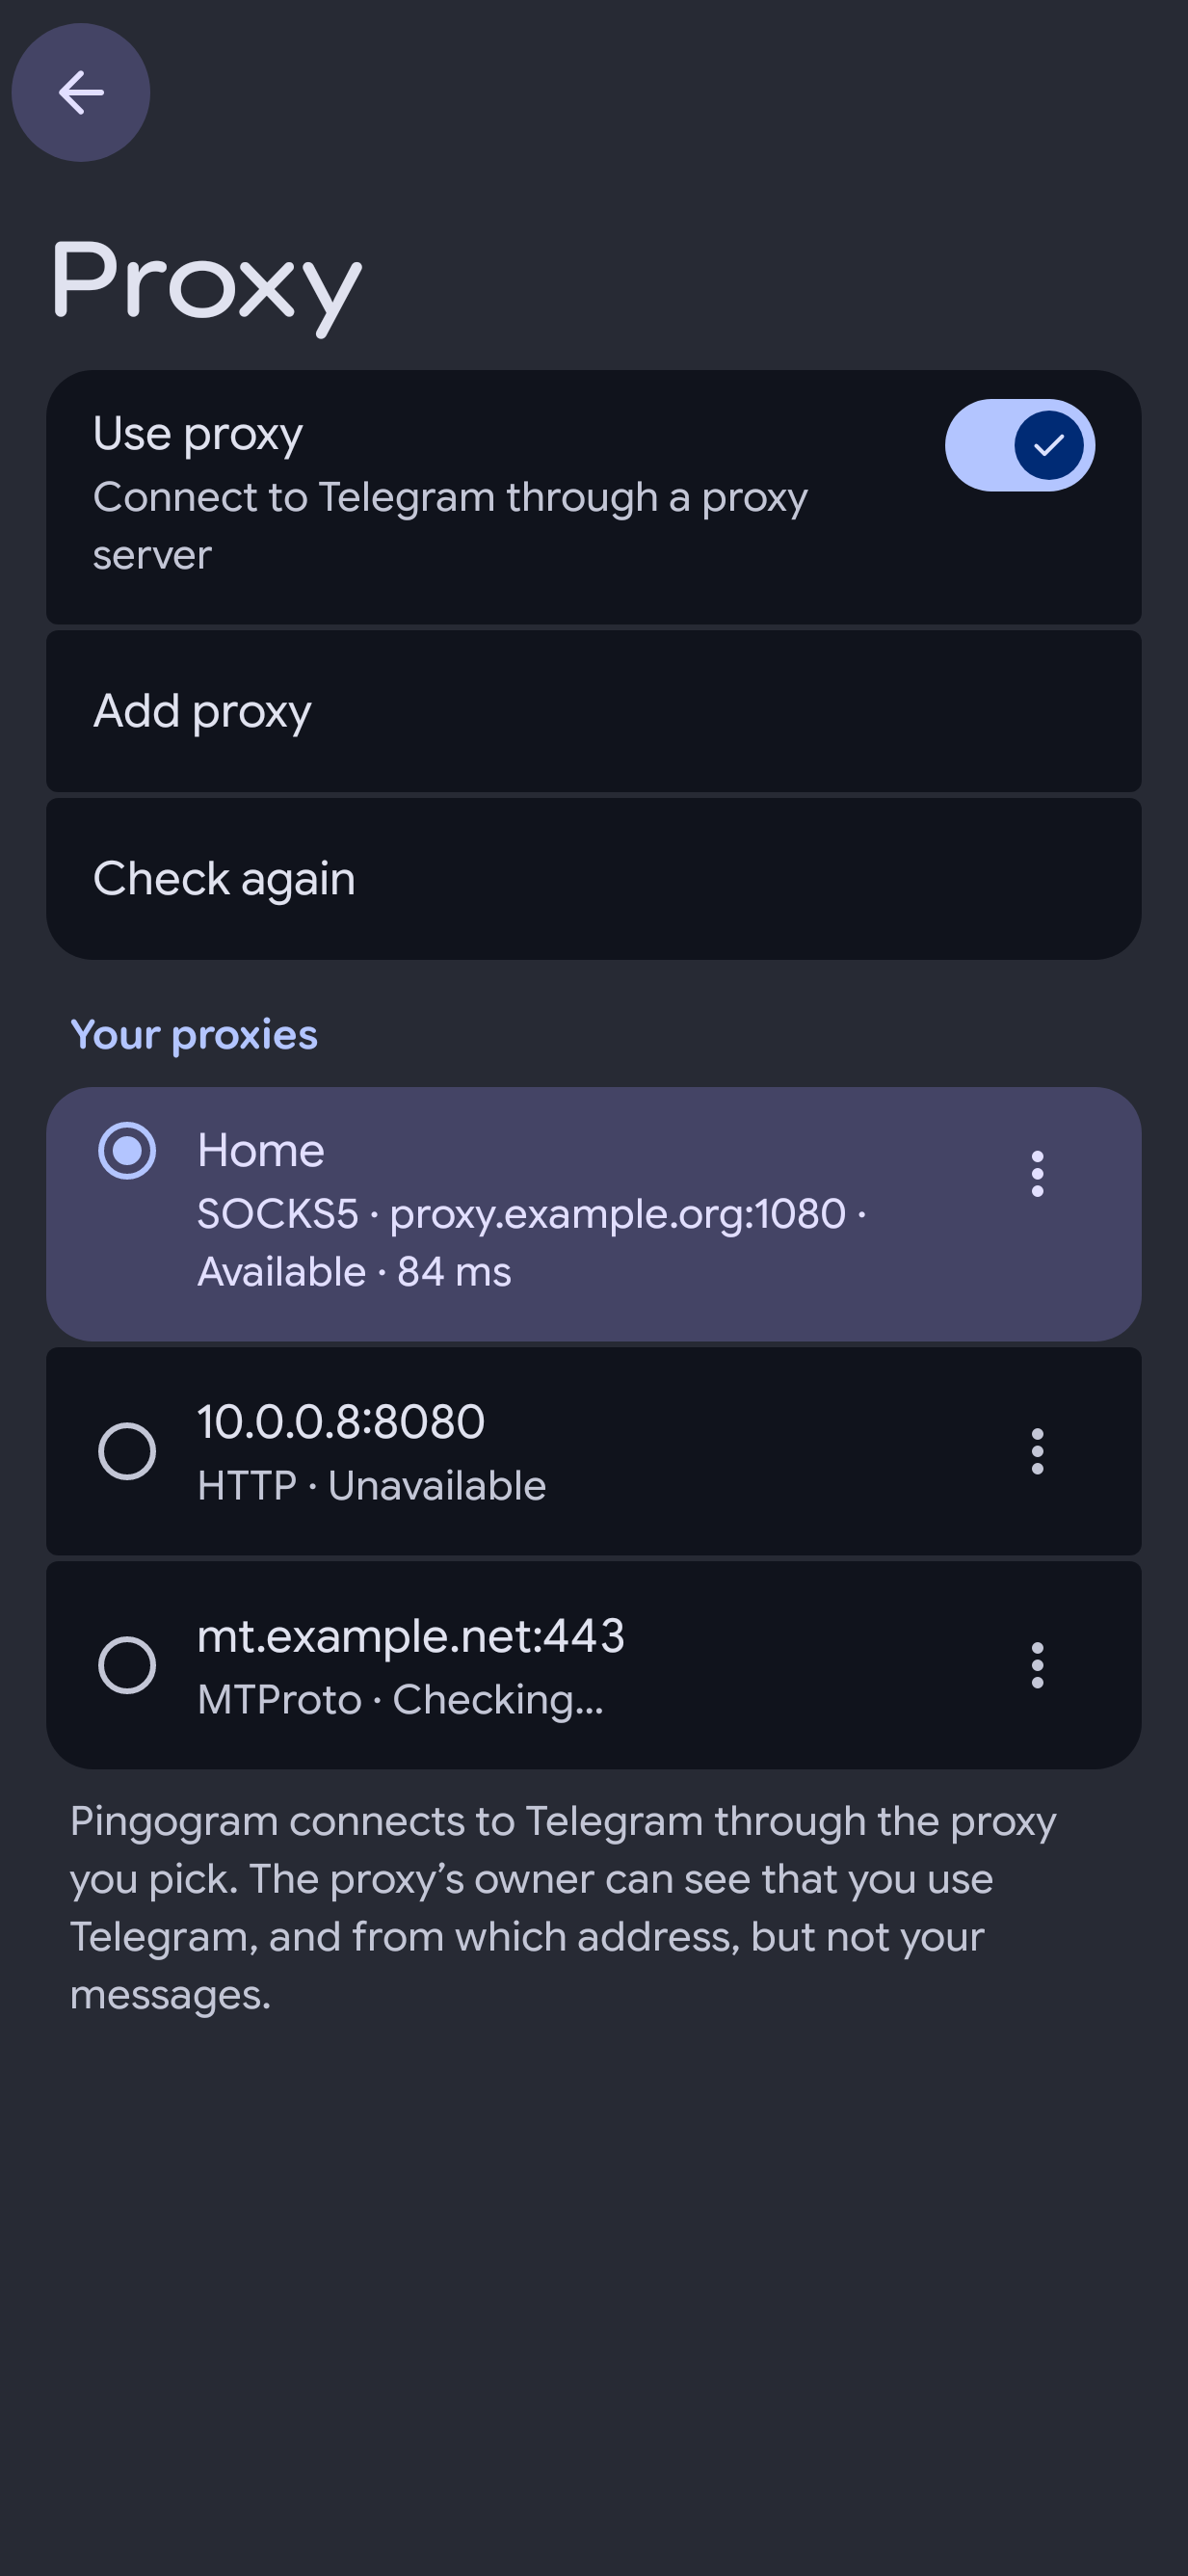 Proxy
Use proxy
Connect to Telegram through a proxy
server
Add proxy
Check again
Your proxies
Home
SOCKS5 · proxy.example.org:1080 ·
Available · 84 ms
10.0.0.8:8080
HTTP · Unavailable
mt.example.net:443
MTProto · Checking…
Pingogram connects to Telegram through the proxy
you pick. The proxy’s owner can see that you use
Telegram, and from which address, but not your
messages.